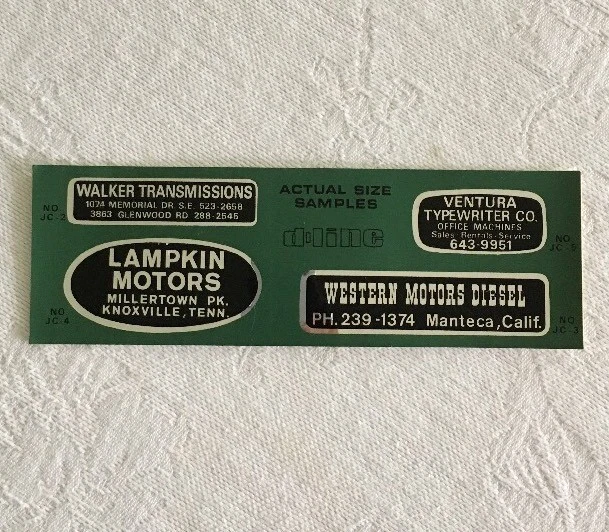 NO.
JC-2
WALKER TRANSMISSIONS
1074 MEMORIAL DR. S.E. 523-2658
3863 GLENWOOD RD 288-2646
ACTUAL SIZE
SAMPLES
d-line
VENTURA
TYPEWRITER CO.
OFFICE MACHINES
Sales-Rentals-Service
643-9951
NO.
JC-5
NO.
JC-4
LAMPKIN
MOTORS
MILLERTOWN PK.
KNOXVILLE, TENN.
WESTERN MOTORS DIESEL
PH. 239-1374 Manteca, Calif.
NO.
JC-3